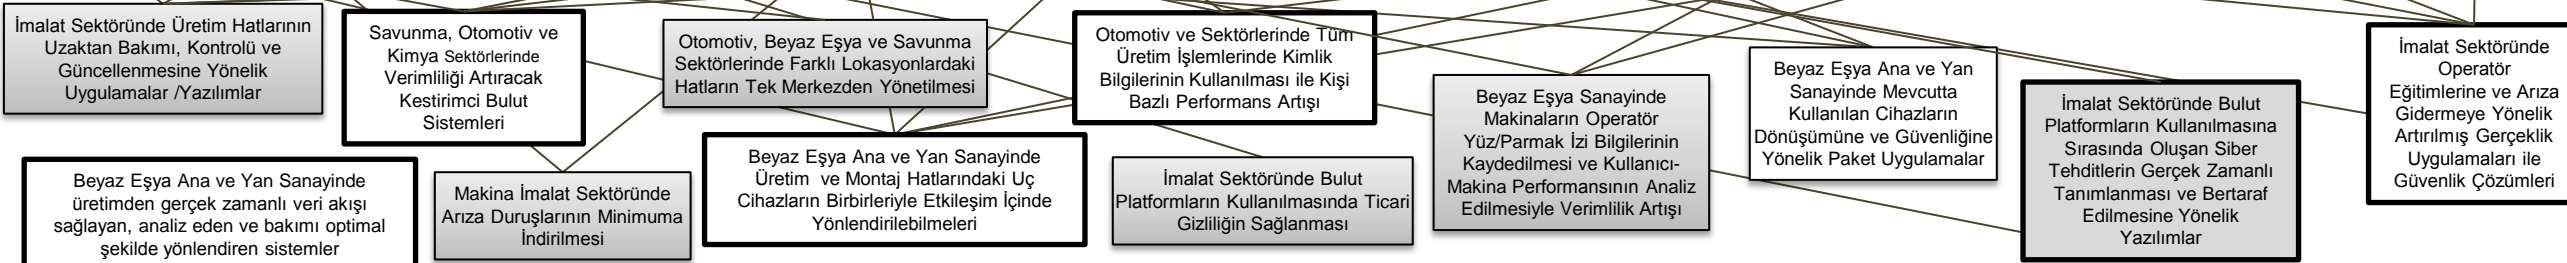 İmalat Sektöründe Üretim Hatlarının
Uzaktan Bakımı, Kontrolü ve
Güncellenmesine Yönelik
Uygulamalar /Yazılımlar
Savunma, Otomotiv ve
Kimya Sektörlerinde
Verimliliği Artıracak
Kestirimci Bulut
Sistemleri
Otomotiv, Beyaz Eşya ve Savunma
Sektörlerinde Farklı Lokasyonlardaki
Hatların Tek Merkezden Yönetilmesi
Otomotiv ve Sektörlerinde Tüm
Üretim İşlemlerinde Kimlik
Bilgilerinin Kullanılması ile Kişi
Bazlı Performans Artışı
Beyaz Eşya Sanayinde
Makinaların Operatör
Yüz/Parmak İzi Bilgilerinin
Kaydedilmesi ve Kullanıcı-
Makina Performansının Analiz
Edilmesiyle Verimlilik Artışı
Beyaz Eşya Ana ve Yan
Sanayinde Mevcutta
Kullanılan Cihazların
Dönüşümüne ve Güvenliğine
Yönelik Paket Uygulamalar
İmalat Sektöründe Bulut
Platformların Kullanılmasına
Sırasında Oluşan Siber
Tehditlerin Gerçek Zamanlı
Tanımlanması ve Bertaraf
Edilmesine Yönelik
Yazılımlar
İmalat Sektöründe
Operatör
Eğitimlerine ve Arıza
Gidermeye Yönelik
Artırılmış Gerçeklik
Uygulamaları ile
Güvenlik Çözümleri
Beyaz Eşya Ana ve Yan Sanayinde
üretimden gerçek zamanlı veri akışı
sağlayan, analiz eden ve bakımı optimal
şekilde yönlendiren sistemler
Makina İmalat Sektöründe
Arıza Duruşlarının Minimuma
İndirilmesi
Beyaz Eşya Ana ve Yan Sanayinde
Üretim ve Montaj Hatlarındaki Uç
Cihazların Birbirleriyle Etkileşim İçinde
Yönlendirilebilmeleri
İmalat Sektöründe Bulut
Platformların Kullanılmasında Ticari
Gizliliğin Sağlanması